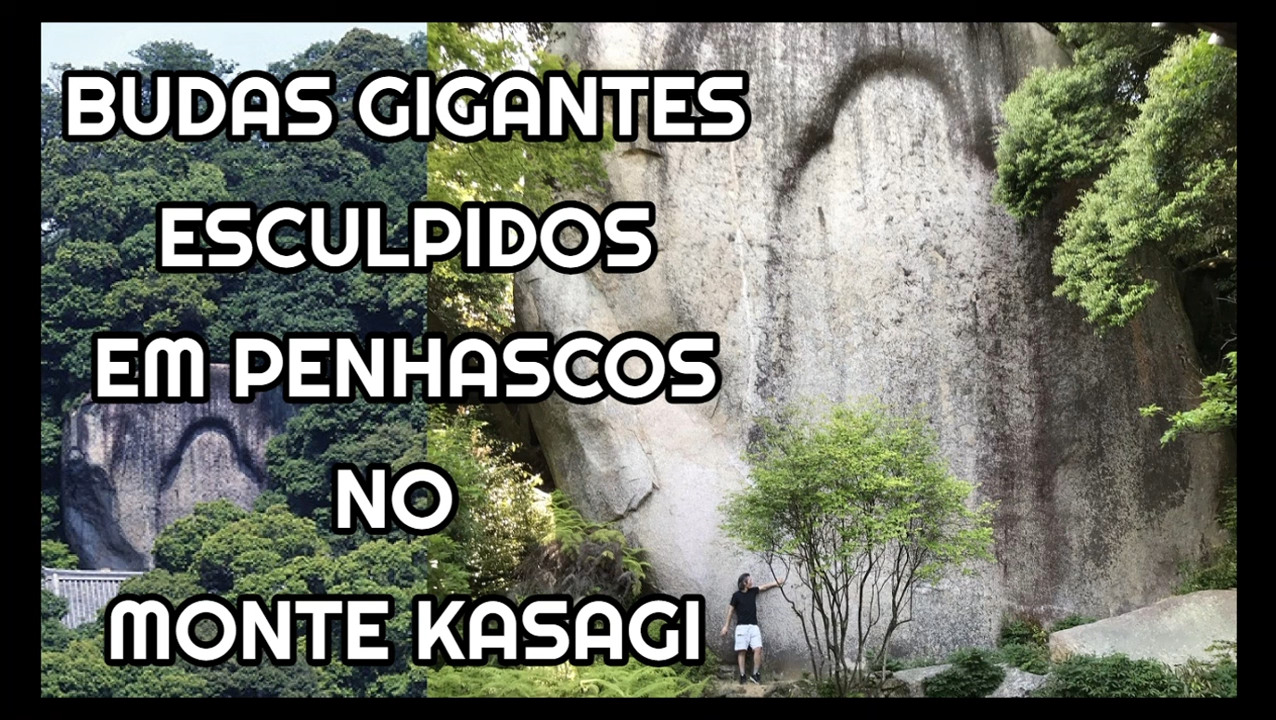 BUDAS GIGANTES
ESCULPIDOS
EM PENHASCOS
NO
MONTE KASAGI